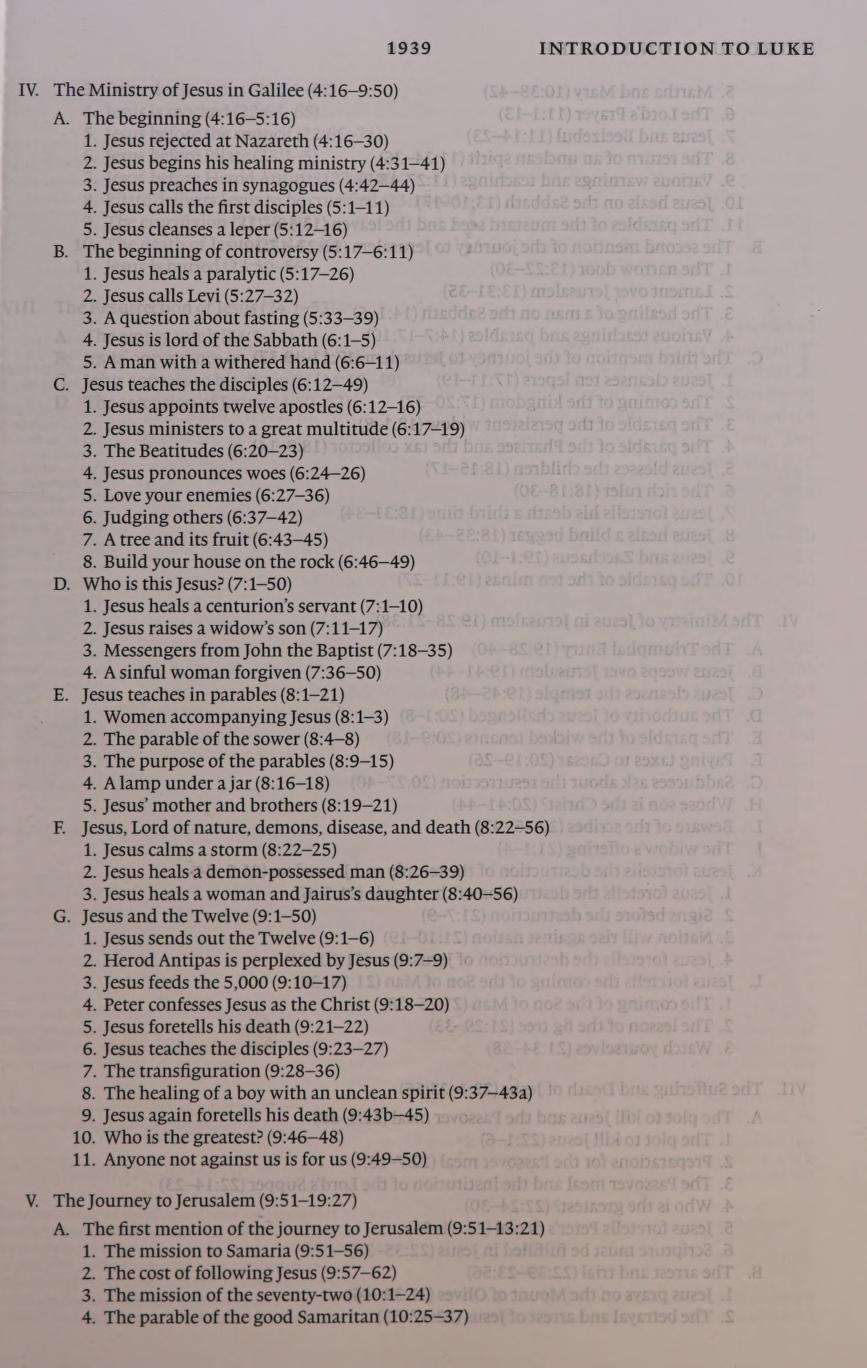 1939 INTRODUCTION TO LUKE
IV. The Ministry of Jesus in Galilee (4:16–9:50)
A. The beginning (4:16–5:16)
1. Jesus rejected at Nazareth (4:16–30)
2. Jesus begins his healing ministry (4:31–41)
3. Jesus preaches in synagogues (4:42–44)
4. Jesus calls the first disciples (5:1–11)
5. Jesus cleanses a leper (5:12–16)
B. The beginning of controversy (5:17–6:11)
1. Jesus heals a paralytic (5:17–26)
2. Jesus calls Levi (5:27–32)
3. A question about fasting (5:33–39)
4. Jesus is lord of the Sabbath (6:1–5)
5. A man with a withered hand (6:6–11)
C. Jesus teaches the disciples (6:12–49)
1. Jesus appoints twelve apostles (6:12–16)
2. Jesus ministers to a great multitude (6:17–19)
3. The Beatitudes (6:20–23)
4. Jesus pronounces woes (6:24–26)
5. Love your enemies (6:27–36)
6. Judging others (6:37–42)
7. A tree and its fruit (6:43–45)
8. Build your house on the rock (6:46–49)
D. Who is this Jesus? (7:1–50)
1. Jesus heals a centurion's servant (7:1–10)
2. Jesus raises a widow's son (7:11–17)
3. Messengers from John the Baptist (7:18–35)
4. A sinful woman forgiven (7:36–50)
E. Jesus teaches in parables (8:1–21)
1. Women accompanying Jesus (8:1–3)
2. The parable of the sower (8:4–8)
3. The purpose of the parables (8:9–15)
4. A lamp under a jar (8:16–18)
5. Jesus' mother and brothers (8:19–21)
F. Jesus, Lord of nature, demons, disease, and death (8:22–56)
1. Jesus calms a storm (8:22–25)
2. Jesus heals a demon-possessed man (8:26–39)
3. Jesus heals a woman and Jairus's daughter (8:40–56)
G. Jesus and the Twelve (9:1–50)
1. Jesus sends out the Twelve (9:1–6)
2. Herod Antipas is perplexed by Jesus (9:7–9)
3. Jesus feeds the 5,000 (9:10–17)
4. Peter confesses Jesus as the Christ (9:18–20)
5. Jesus foretells his death (9:21–22)
6. Jesus teaches the disciples (9:23–27)
7. The transfiguration (9:28–36)
8. The healing of a boy with an unclean spirit (9:37–43a)
9. Jesus again foretells his death (9:43b–45)
10. Who is the greatest? (9:46–48)
11. Anyone not against us is for us (9:49–50)
V. The Journey to Jerusalem (9:51–19:27)
A. The first mention of the journey to Jerusalem (9:51–13:21)
1. The mission to Samaria (9:51–56)
2. The cost of following Jesus (9:57–62)
3. The mission of the seventy-two (10:1–24)
4. The parable of the good Samaritan (10:25–37)